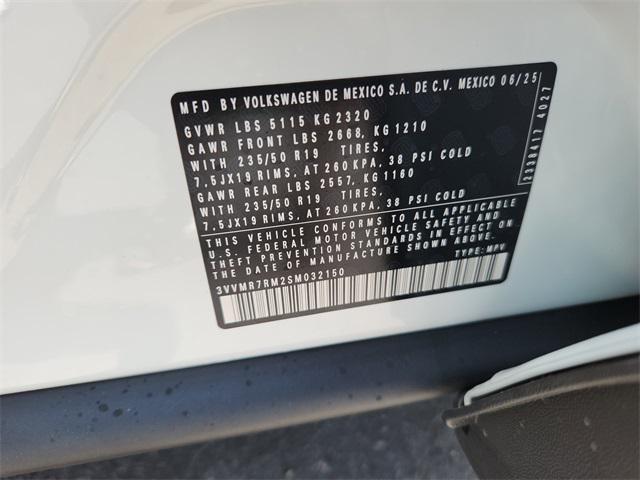 MFD BY VOLKSWAGEN DE MEXICO S.A. DE C.V. MEXICO 06/25
GVWR LBS 5115 KG 2320
GAWR FRONT LBS 2668, KG 1210
WITH 235/50 R19 TIRES,
7,5JX19 RIMS, AT 260 KPA, 38 PSI COLD
GAWR REAR LBS 2557, KG 1160
WITH 235/50 R19 TIRES,
7,5JX19 RIMS, AT 260 KPA, 38 PSI COLD
THIS VEHICLE CONFORMS TO ALL APPLICABLE
U.S. FEDERAL MOTOR VEHICLE SAFETY AND
THEFT PREVENTION STANDARDS IN EFFECT ON
THE DATE OF MANUFACTURE SHOWN ABOVE.
TYPE: MPV
3VVMR7RM2SM032150
2338417 4027